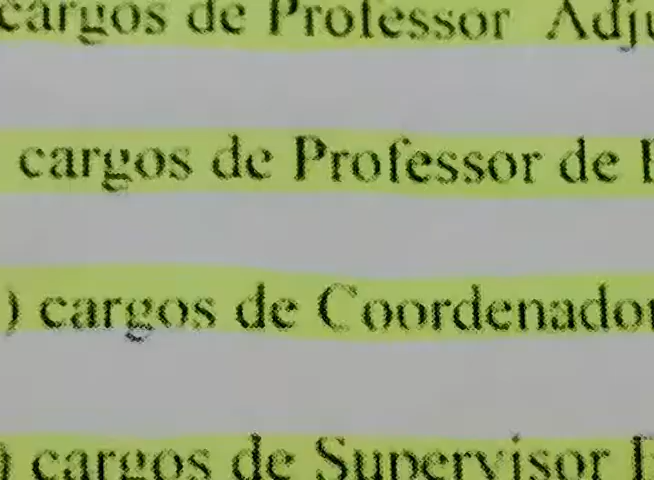 cargos de Professor Adju
cargos de Professor de
) cargos de Coordenador
) cargos de Supervisor E